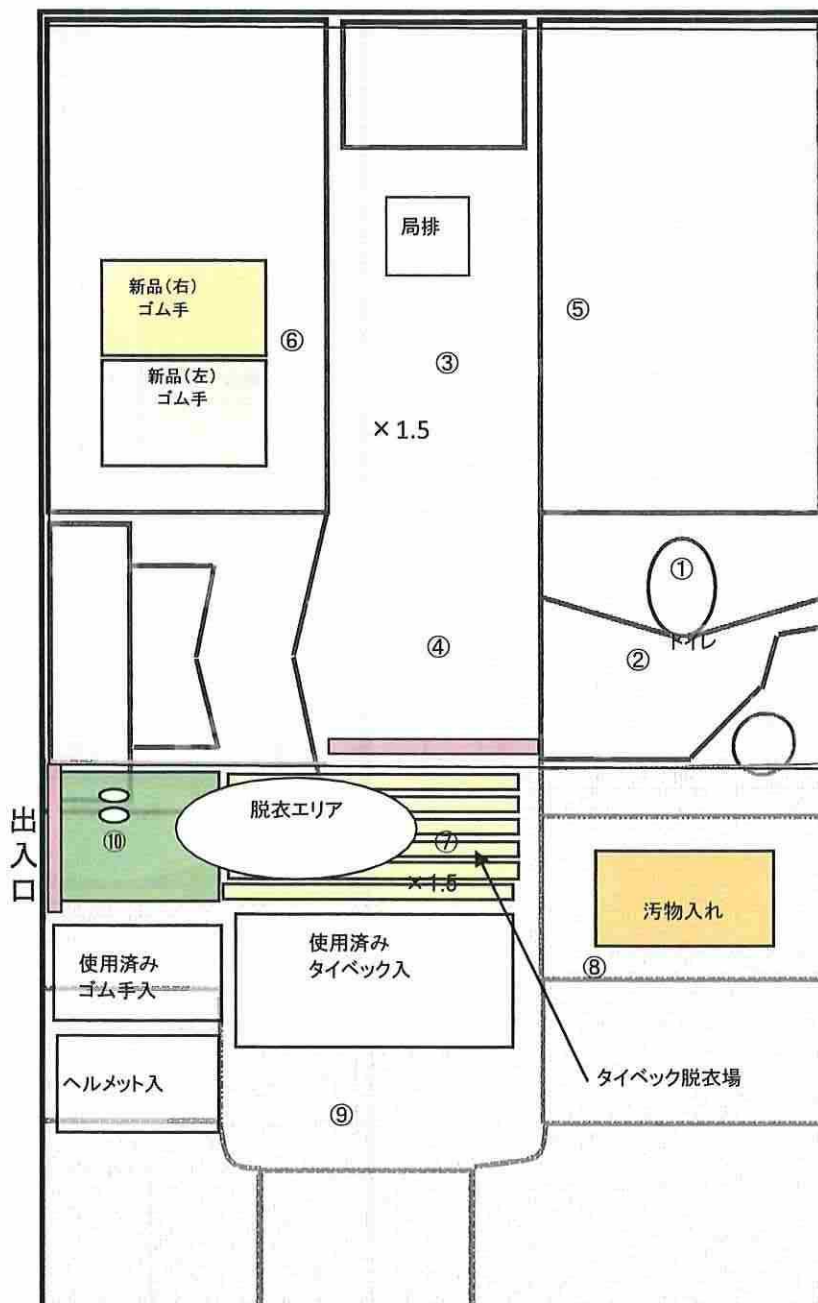 局排
新品(右)
ゴム手
⑥
⑤
③
新品(左)
ゴム手
×1.5
①
トイレ
②
④
出入口
脱衣エリア
⑩
⑦
×1.5
汚物入れ
使用済み
タイベック入
使用済み
ゴム手入
⑧
ヘルメット入
タイベック脱衣場
⑨